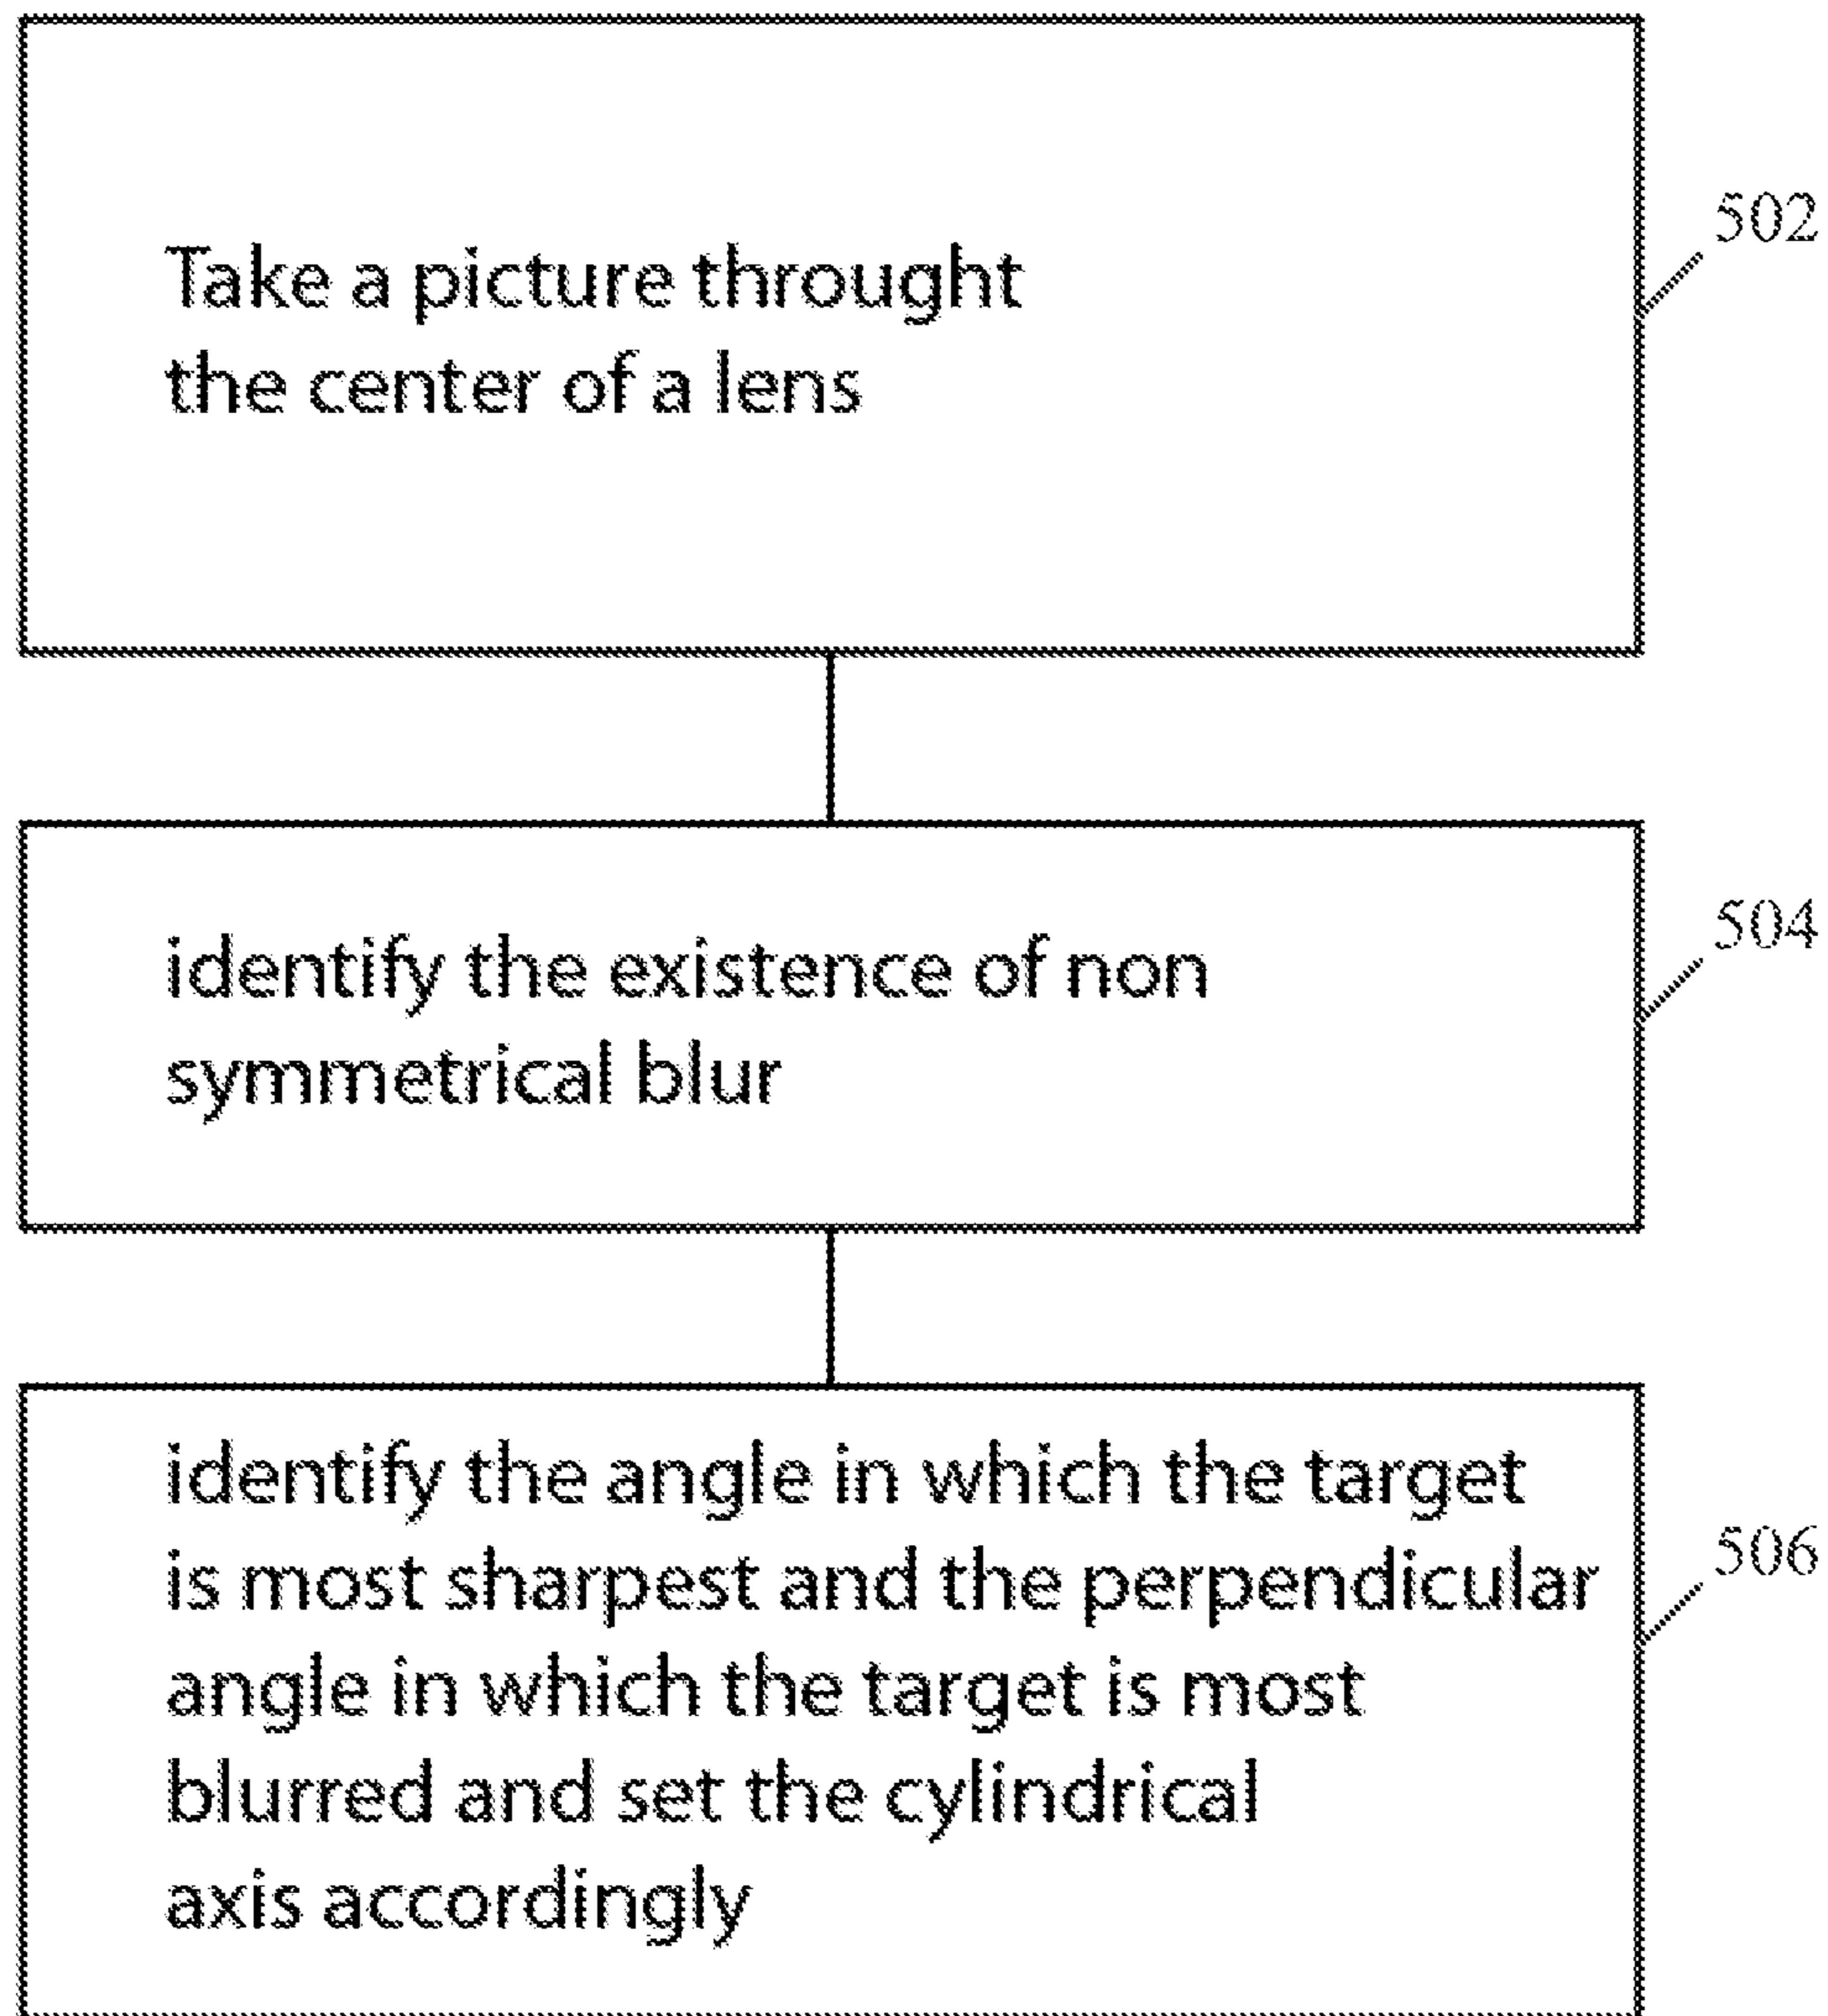 Take a picture throught
the center of a lens
502
identify the existence of non
symmetrical blur
504
identify the angle in which the target
is most sharpest and the perpendicular
angle in which the target is most
blurred and set the cylindrical
axis accordingly
506